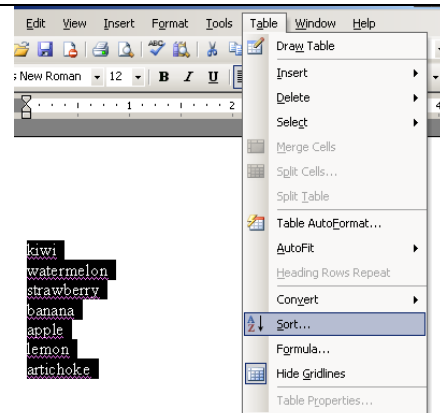 Edit View Insert Format Tools Table Window Help
New Roman 12 B I U
1 2
Draw Table
Insert
Delete
Select
Merge Cells
Split Cells...
Split Table
Table AutoFormat...
AutoFit
Heading Rows Repeat
Convert
Sort...
Formula...
Hide Gridlines
Table Properties...
kiwi
watermelon
strawberry
banana
apple
lemon
artichoke